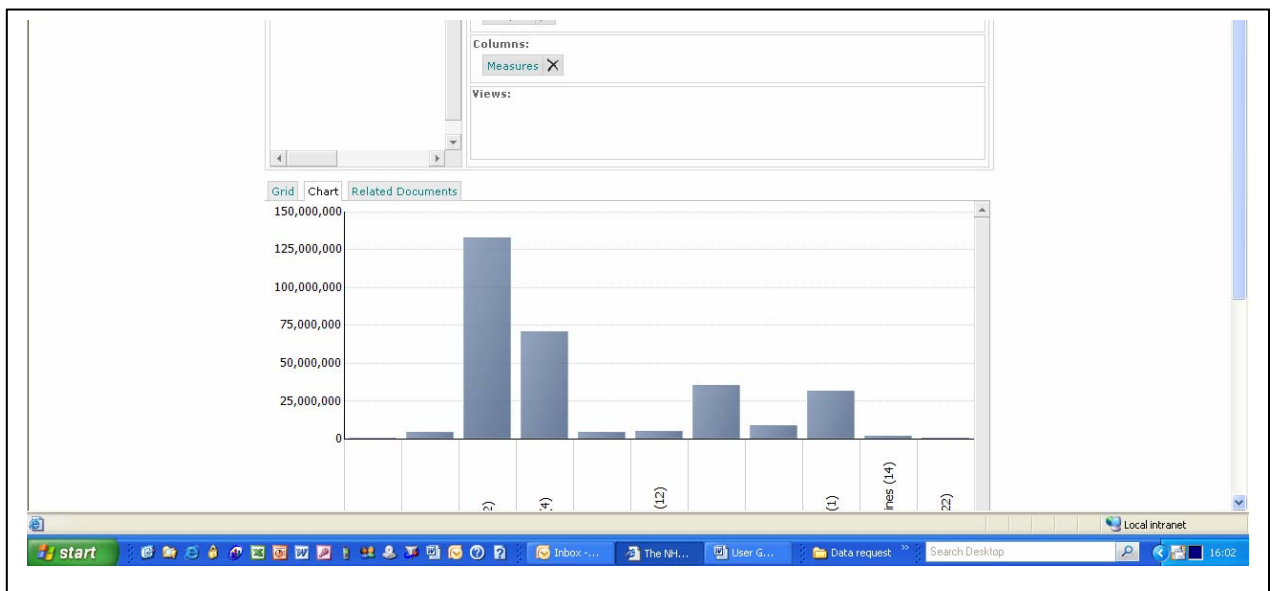 Columns:
Measures
Views:
Grid Chart Related Documents
150,000,000
125,000,000
100,000,000
75,000,000
50,000,000
25,000,000
0
(12)
(1)
(14)
start
Inbox -...
The NH...
User G...
Data request
Search Desktop
Local intranet
16:02